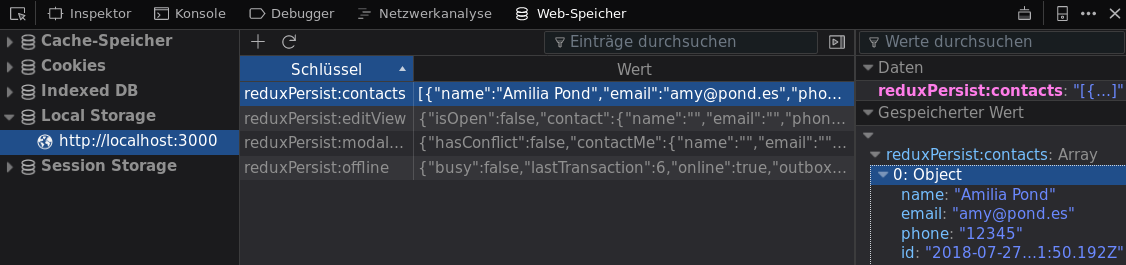 Inspektor Konsole Debugger Netzwerkanalyse Web-Speicher
Cache-Speicher
Cookies
Indexed DB
Local Storage
http://localhost:3000
Session Storage
Einträge durchsuchen
Schlüssel Wert
reduxPersist:contacts [{"name":"Amilia Pond","email":"amy@pond.es","pho…
reduxPersist:editView {"isOpen":false,"contact":{"name":"","email":"","phon…
reduxPersist:modal… {"hasConflict":false,"contactMe":{"name":"","email":""…
reduxPersist:offline {"busy":false,"lastTransaction":6,"online":true,"outbox…
Werte durchsuchen
Daten
reduxPersist:contacts: "[{…]"
Gespeicherter Wert
reduxPersist:contacts: Array
0: Object
name: "Amilia Pond"
email: "amy@pond.es"
phone: "12345"
id: "2018-07-27…1:50.192Z"